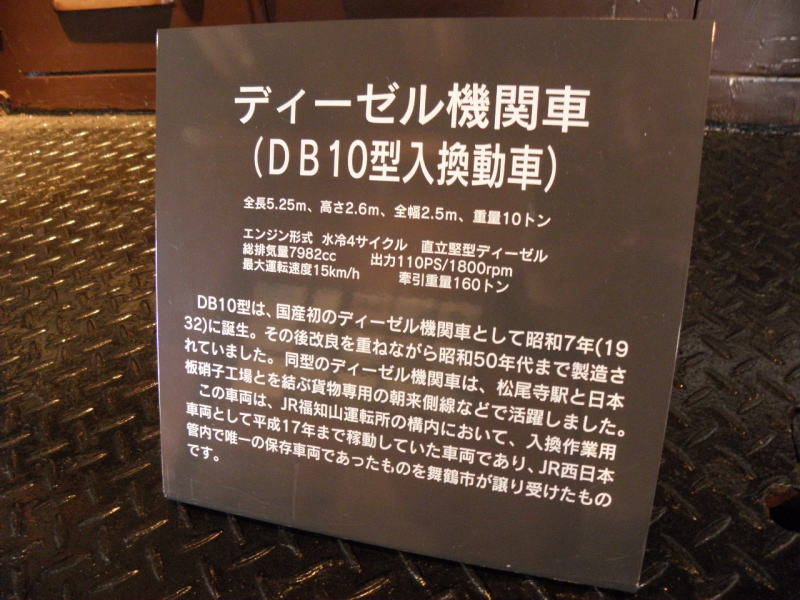 ディーゼル機関車
(DB10型入換動車)
全長5.25m、高さ2.6m、全幅2.5m、重量10トン
エンジン形式 水冷4サイクル 直立竪型ディーゼル
総排気量7982cc 出力110PS/1800rpm
最大運転速度15km/h 牽引重量160トン
DB10型は、国産初のディーゼル機関車として昭和7年(19
32)に誕生。その後改良を重ねながら昭和50年代まで製造さ
れていました。同型のディーゼル機関車は、松尾寺駅と日本
板硝子工場とを結ぶ貨物専用の朝来側線などで活躍しました。
この車両は、JR福知山運転所の構内において、入換作業用
車両として平成17年まで稼動していた車両であり、JR西日本
管内で唯一の保存車両であったものを舞鶴市が譲り受けたもの
です。